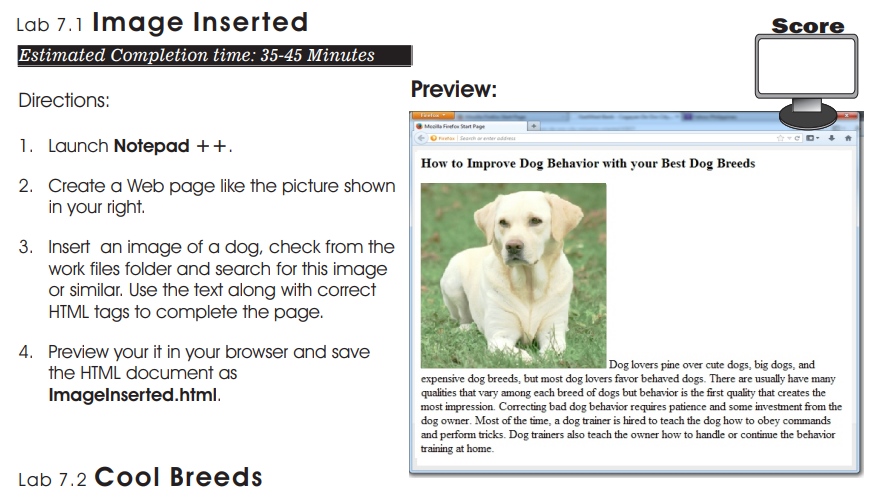 Lab 7.1 Image Inserted
Estimated Completion time: 35-45 Minutes
Score
Directions:
1. Launch Notepad ++.
2. Create a Web page like the picture shown
in your right.
3. Insert an image of a dog, check from the
work files folder and search for this image
or similar. Use the text along with correct
HTML tags to complete the page.
4. Preview your it in your browser and save
the HTML document as
ImageInserted.html.
Preview:
Firefox
Mozilla Firefox Start Page
Firefox Search or enter address
How to Improve Dog Behavior with your Best Dog Breeds
Dog lovers pine over cute dogs, big dogs, and
expensive dog breeds, but most dog lovers favor behaved dogs. There are usually have many
qualities that vary among each breed of dogs but behavior is the first quality that creates the
most impression. Correcting bad dog behavior requires patience and some investment from the
dog owner. Most of the time, a dog trainer is hired to teach the dog how to obey commands
and perform tricks. Dog trainers also teach the owner how to handle or continue the behavior
training at home.
Lab 7.2 Cool Breeds